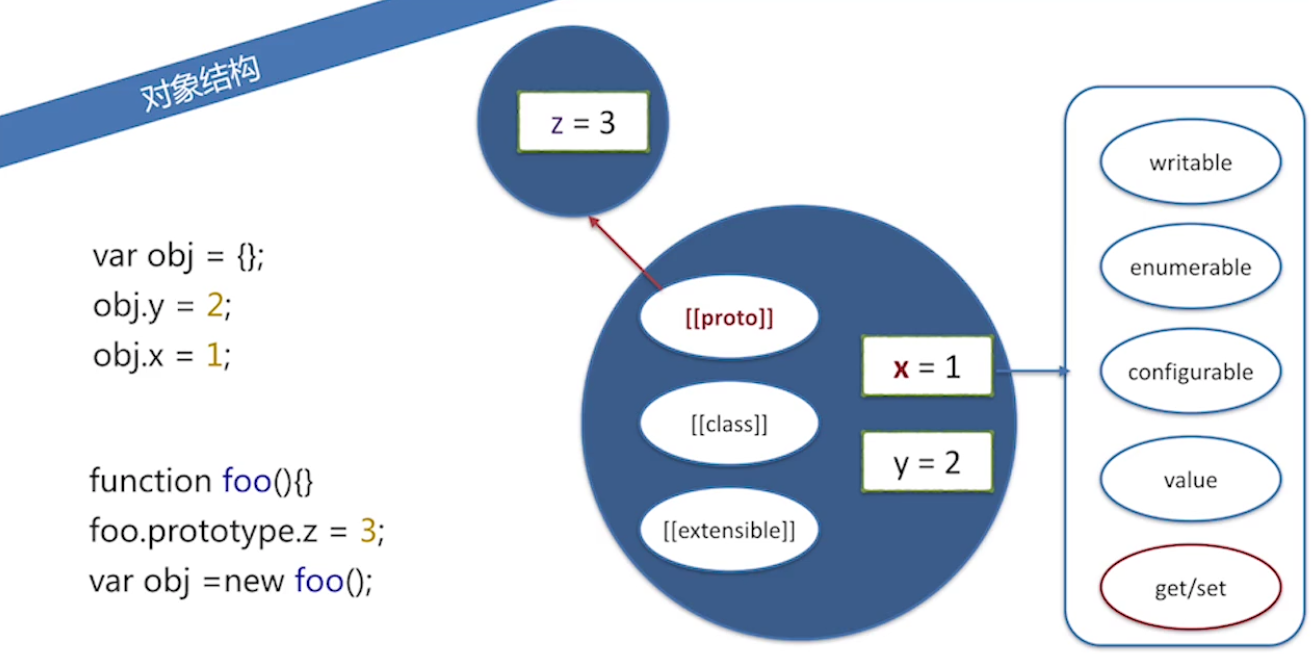 对象结构
var obj = {};
obj.y = 2;
obj.x = 1;
function foo(){}
foo.prototype.z = 3;
var obj =new foo();
z = 3
[[proto]]
[[class]]
[[extensible]]
x = 1
y = 2
writable
enumerable
configurable
value
get/set